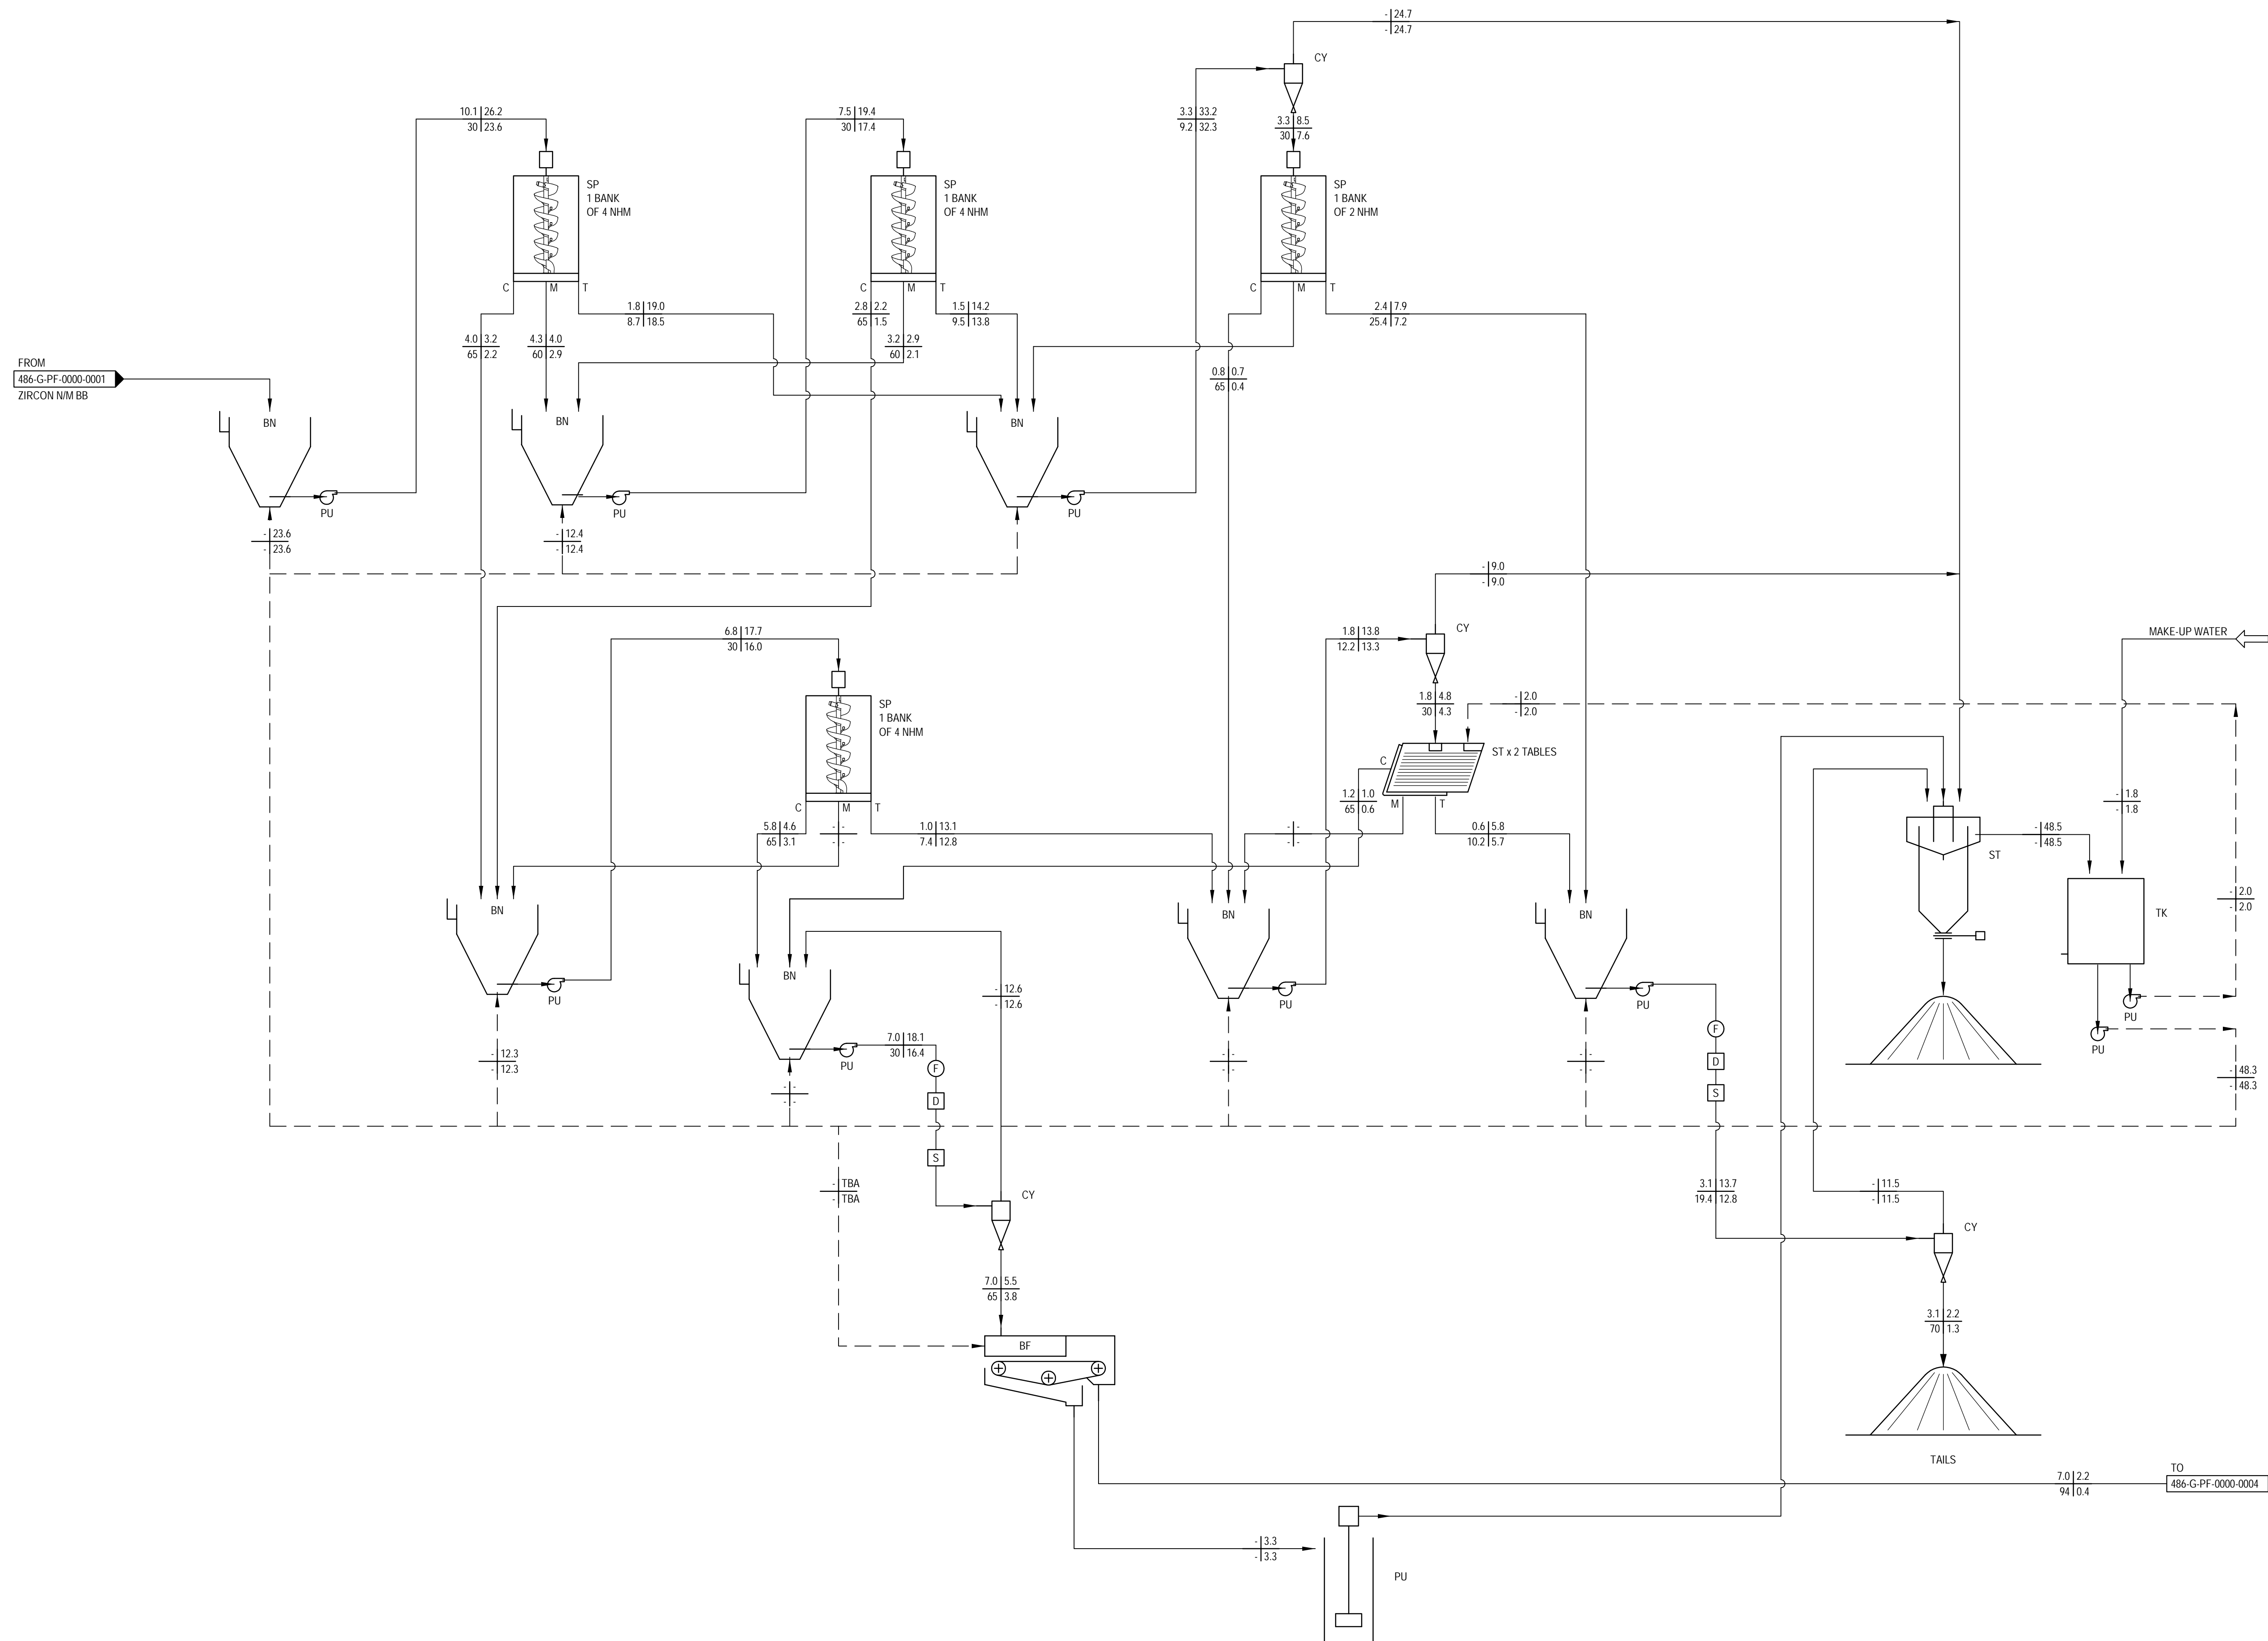 - 24.7
- 24.7
CY
10.1 26.2
30 23.6
7.5 19.4
30 17.4
3.3 33.2
9.2 32.3
3.3 8.5
30 7.6
SP
1 BANK
OF 4 NHM
SP
1 BANK
OF 4 NHM
SP
1 BANK
OF 2 NHM
C M T
C M T
C M T
1.8 19.0
8.7 18.5
2.8 2.2
65 1.5
1.5 14.2
9.5 13.8
2.4 7.9
25.4 7.2
4.0 3.2
65 2.2
4.3 4.0
60 2.9
3.2 2.9
60 2.1
0.8 0.7
65 0.4
FROM
486-G-PF-0000-0001
ZIRCON N/M BB
BN
BN
BN
PU
PU
PU
- 23.6
- 23.6
- 12.4
- 12.4
- 9.0
- 9.0
6.8 17.7
30 16.0
1.8 13.8
12.2 13.3
CY
MAKE-UP WATER
SP
1 BANK
OF 4 NHM
1.8 4.8
30 4.3
- 2.0
- 2.0
ST x 2 TABLES
C
M T
1.2 1.0
65 0.6
- 1.8
- 1.8
C M T
5.8 4.6
65 3.1
- -
- -
1.0 13.1
7.4 12.8
- -
- -
0.6 5.8
10.2 5.7
- 48.5
- 48.5
ST
- 2.0
- 2.0
TK
BN
BN
BN
BN
PU
PU
PU
PU
PU
- 12.6
- 12.6
7.0 18.1
30 16.4
PU
- 12.3
- 12.3
- -
- -
- -
- -
- -
- -
F
D
S
F
D
S
- 48.3
- 48.3
- TBA
- TBA
CY
3.1 13.7
19.4 12.8
- 11.5
- 11.5
CY
7.0 5.5
65 3.8
3.1 2.2
70 1.3
BF
TAILS
7.0 2.2
94 0.4
TO
486-G-PF-0000-0004
- 3.3
- 3.3
PU